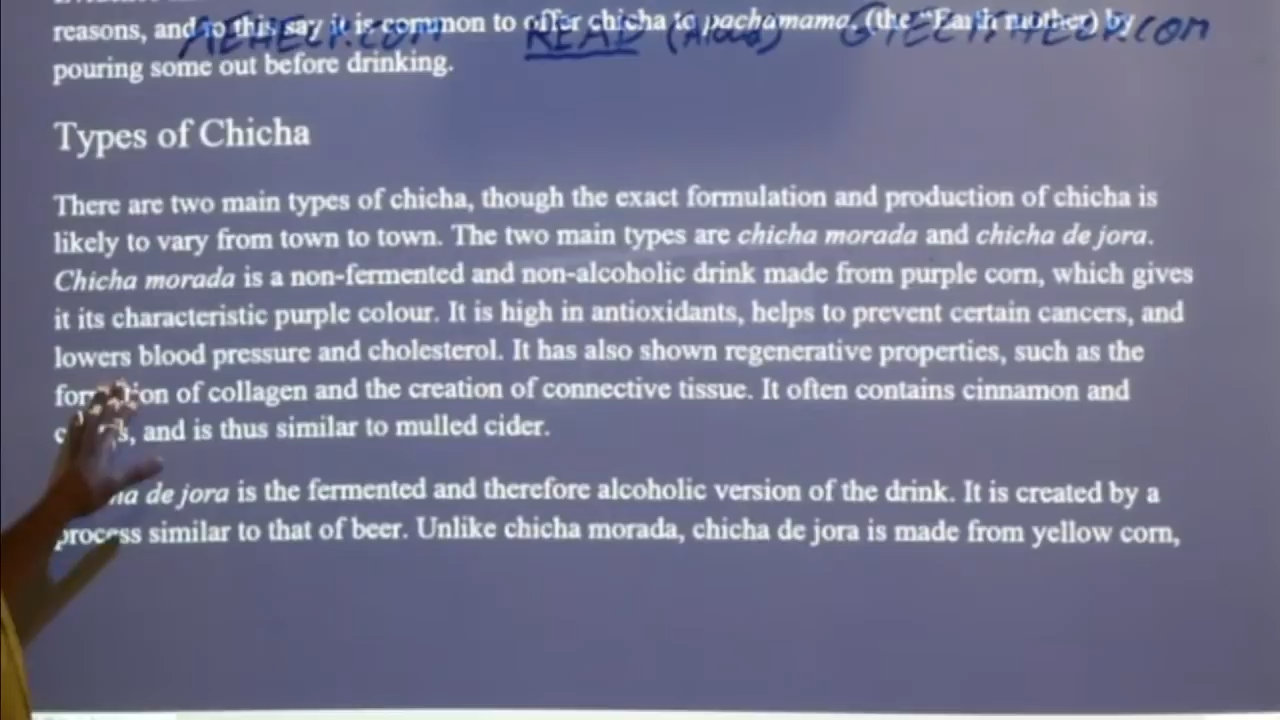 reasons, and to this say it is common to offer chicha to pachamama, (the "Earth mother) by
AEHELP.COM READ (Aloud) GTECTHHELP.COM
pouring some out before drinking.
Types of Chicha
There are two main types of chicha, though the exact formulation and production of chicha is
likely to vary from town to town. The two main types are chicha morada and chicha de jora.
Chicha morada is a non-fermented and non-alcoholic drink made from purple corn, which gives
it its characteristic purple colour. It is high in antioxidants, helps to prevent certain cancers, and
lowers blood pressure and cholesterol. It has also shown regenerative properties, such as the
of collagen and the creation of connective tissue. It often contains cinnamon and
and is thus similar to mulled cider.
de jora is the fermented and therefore alcoholic version of the drink. It is created by a
process similar to that of beer. Unlike chicha morada, chicha de jora is made from yellow corn,